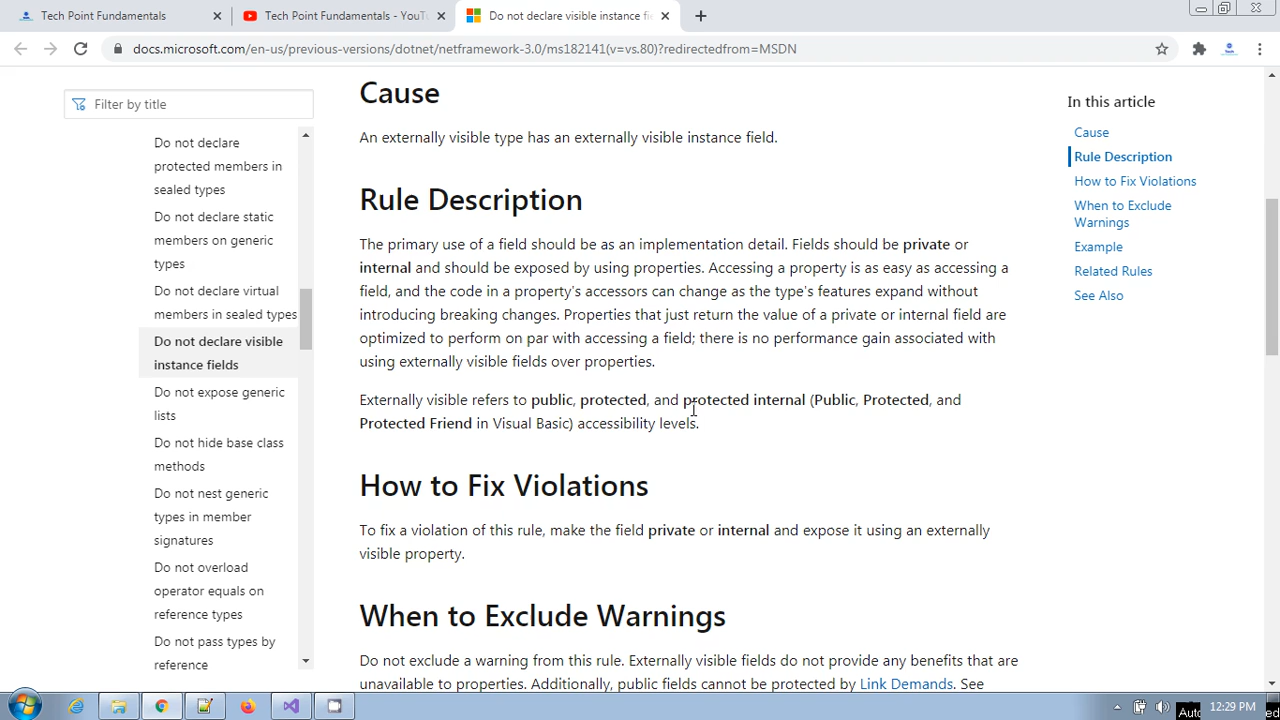 Tech Point Fundamentals
Tech Point Fundamentals - YouTu
Do not declare visible instance fi
docs.microsoft.com/en-us/previous-versions/dotnet/netframework-3.0/ms182141(v=vs.80)?redirectedfrom=MSDN
Filter by title
Do not declare
protected members in
sealed types
Do not declare static
members on generic
types
Do not declare virtual
members in sealed types
Do not declare visible
instance fields
Do not expose generic
lists
Do not hide base class
methods
Do not nest generic
types in member
signatures
Do not overload
operator equals on
reference types
Do not pass types by
reference
Cause
An externally visible type has an externally visible instance field.
Rule Description
The primary use of a field should be as an implementation detail. Fields should be private or
internal and should be exposed by using properties. Accessing a property is as easy as accessing a
field, and the code in a property's accessors can change as the type's features expand without
introducing breaking changes. Properties that just return the value of a private or internal field are
optimized to perform on par with accessing a field; there is no performance gain associated with
using externally visible fields over properties.
Externally visible refers to public, protected, and protected internal (Public, Protected, and
Protected Friend in Visual Basic) accessibility levels.
How to Fix Violations
To fix a violation of this rule, make the field private or internal and expose it using an externally
visible property.
When to Exclude Warnings
Do not exclude a warning from this rule. Externally visible fields do not provide any benefits that are
unavailable to properties. Additionally, public fields cannot be protected by Link Demands. See
In this article
Cause
Rule Description
How to Fix Violations
When to Exclude
Warnings
Example
Related Rules
See Also
12:29 PM